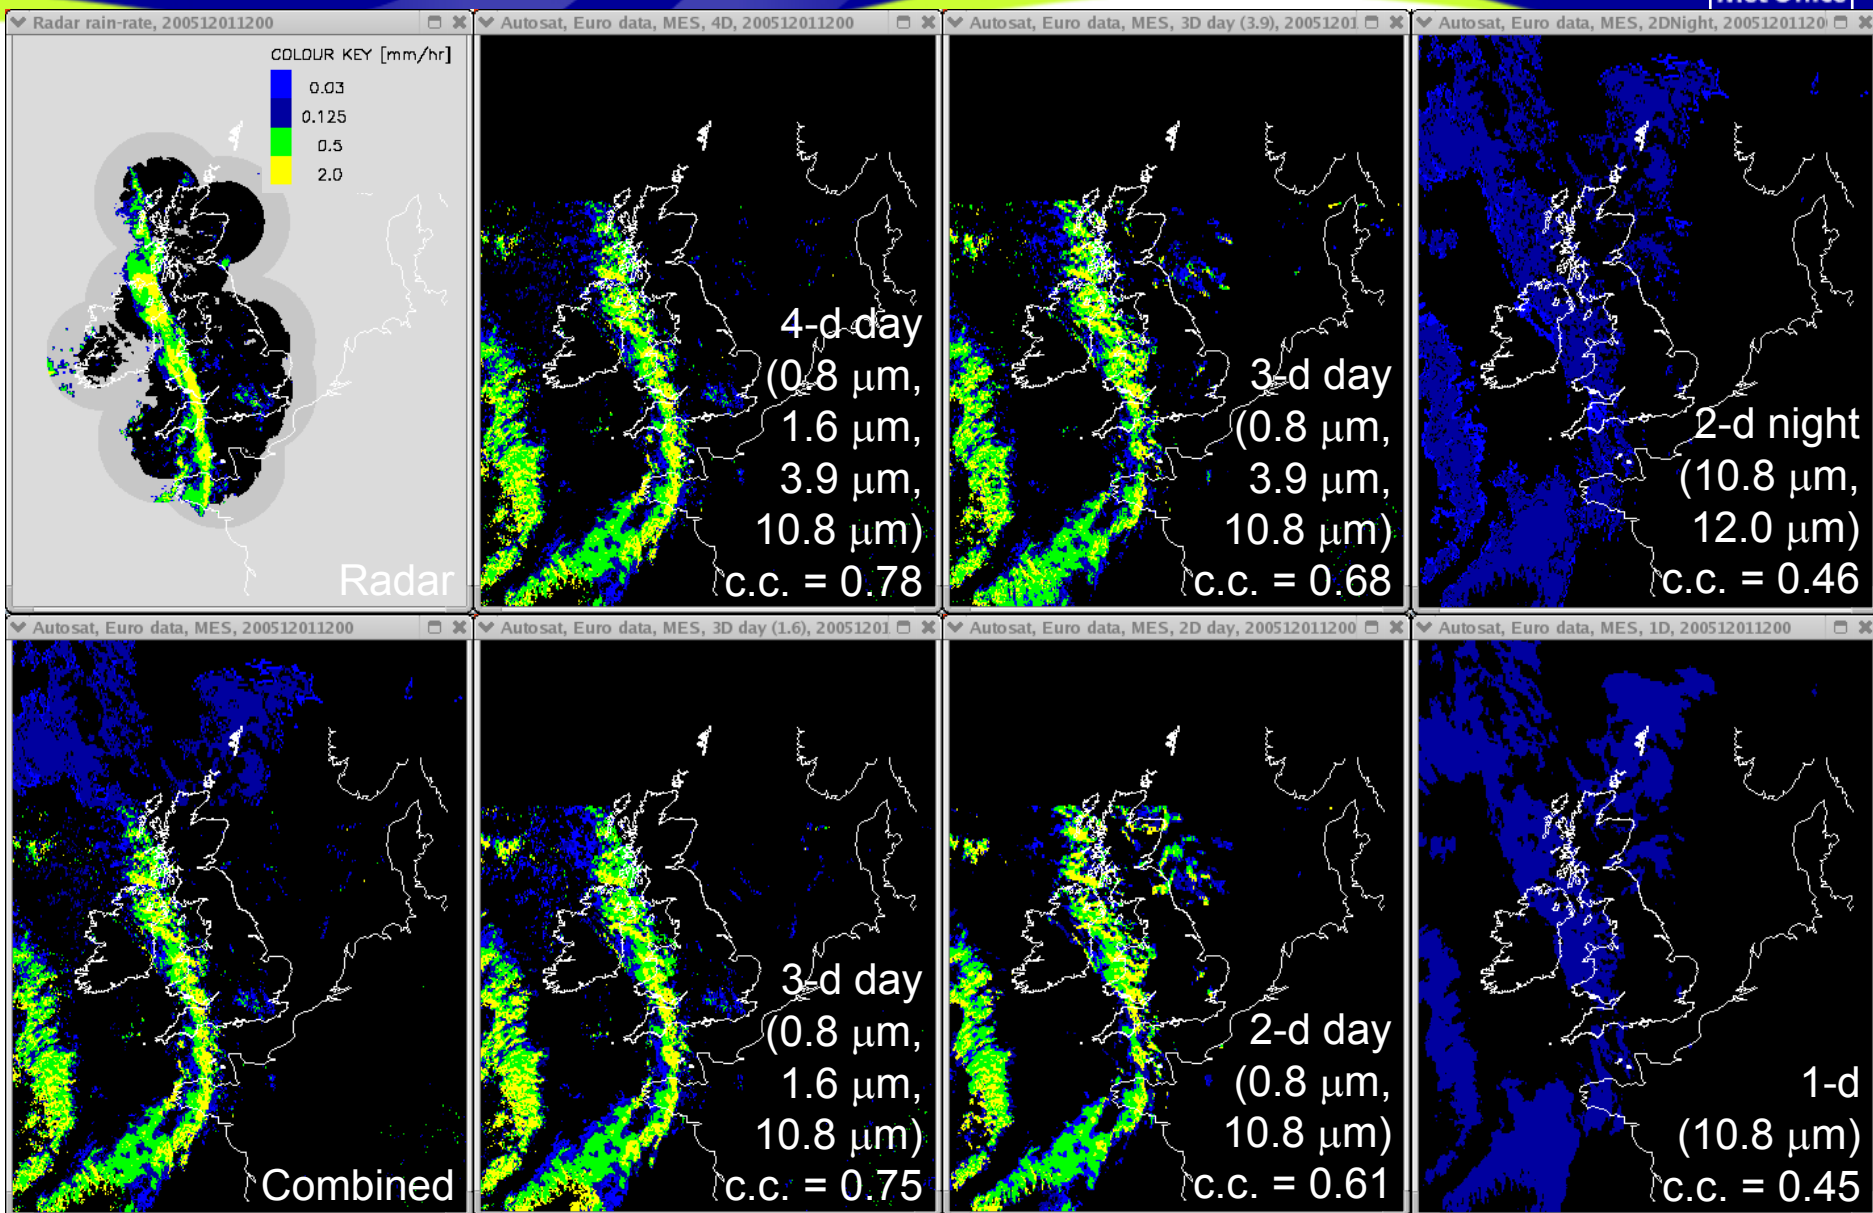 Met Office
Radar rain-rate, 200512011200
COLOUR KEY [mm/hr]
0.03
0.125
0.5
2.0
Radar
Autosat, Euro data, MES, 4D, 200512011200
4-d day
(0.8 μm,
1.6 μm,
3.9 μm,
10.8 μm)
c.c. = 0.78
Autosat, Euro data, MES, 3D day (3.9), 20051201
3-d day
(0.8 μm,
3.9 μm,
10.8 μm)
c.c. = 0.68
Autosat, Euro data, MES, 2DNight, 20051201120
2-d night
(10.8 μm,
12.0 μm)
c.c. = 0.46
Autosat, Euro data, MES, 200512011200
Combined
Autosat, Euro data, MES, 3D day (1.6), 20051201
3-d day
(0.8 μm,
1.6 μm,
10.8 μm)
c.c. = 0.75
Autosat, Euro data, MES, 2D day, 200512011200
2-d day
(0.8 μm,
10.8 μm)
c.c. = 0.61
Autosat, Euro data, MES, 1D, 200512011200
1-d
(10.8 μm)
c.c. = 0.45